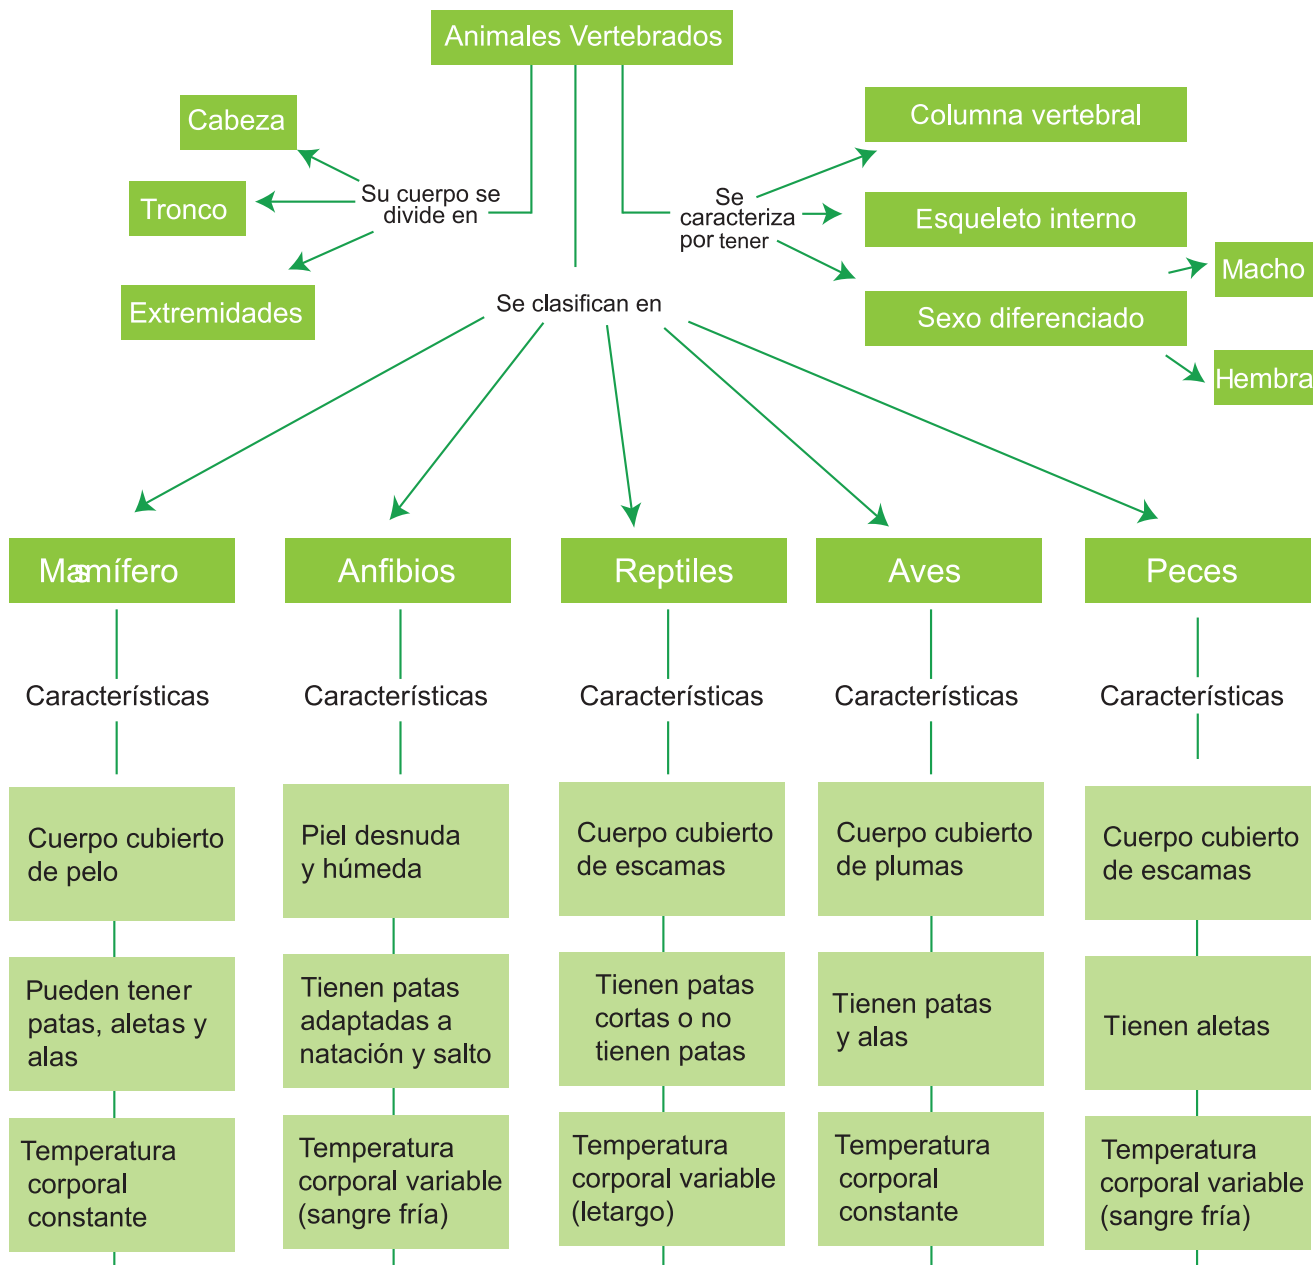 Animales Vertebrados
Cabeza
Tronco
Extremidades
Su cuerpo se
divide en
Se
caracteriza
por tener
Columna vertebral
Esqueleto interno
Sexo diferenciado
Macho
Hembra
Se clasifican en
Mamíferos
Anfibios
Reptiles
Aves
Peces
Características
Características
Características
Características
Características
Cuerpo cubierto
de pelo
Piel desnuda
y húmeda
Cuerpo cubierto
de escamas
Cuerpo cubierto
de plumas
Cuerpo cubierto
de escamas
Pueden tener
patas, aletas y
alas
Tienen patas
adaptadas a
natación y salto
Tienen patas
cortas o no
tienen patas
Tienen patas
y alas
Tienen aletas
Temperatura
corporal
constante
Temperatura
corporal variable
(sangre fría)
Temperatura
corporal variable
(letargo)
Temperatura
corporal
constante
Temperatura
corporal variable
(sangre fría)